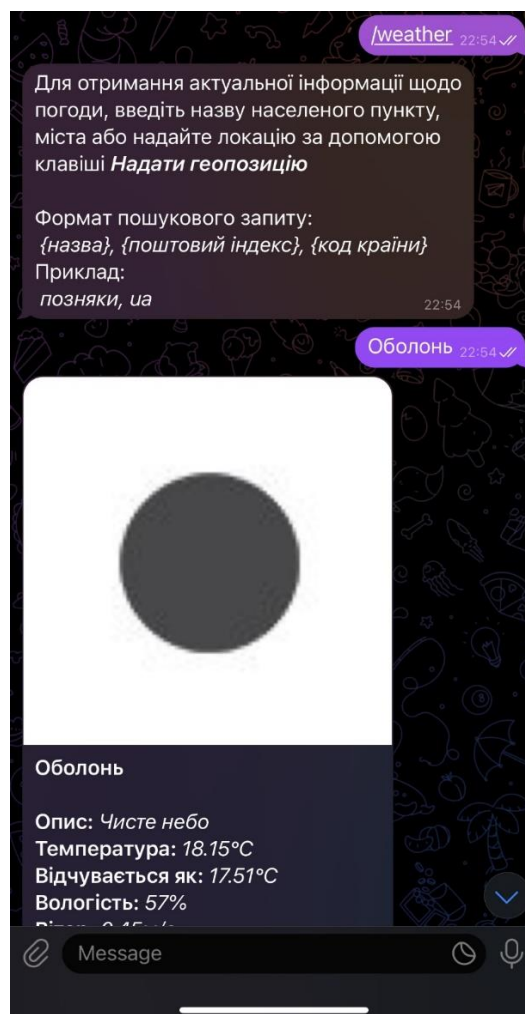 /weather 22:54
Для отримання актуальної інформації щодо
погоди, введіть назву населеного пункту,
міста або надайте локацію за допомогою
клавіші Надати геопозицію
Формат пошукового запиту:
{назва}, {поштовий індекс}, {код країни}
Приклад:
позняки, ua
22:54
Оболонь 22:54
Оболонь
Опис: Чисте небо
Температура: 18.15°C
Відчувається як: 17.51°C
Вологість: 57%
Message